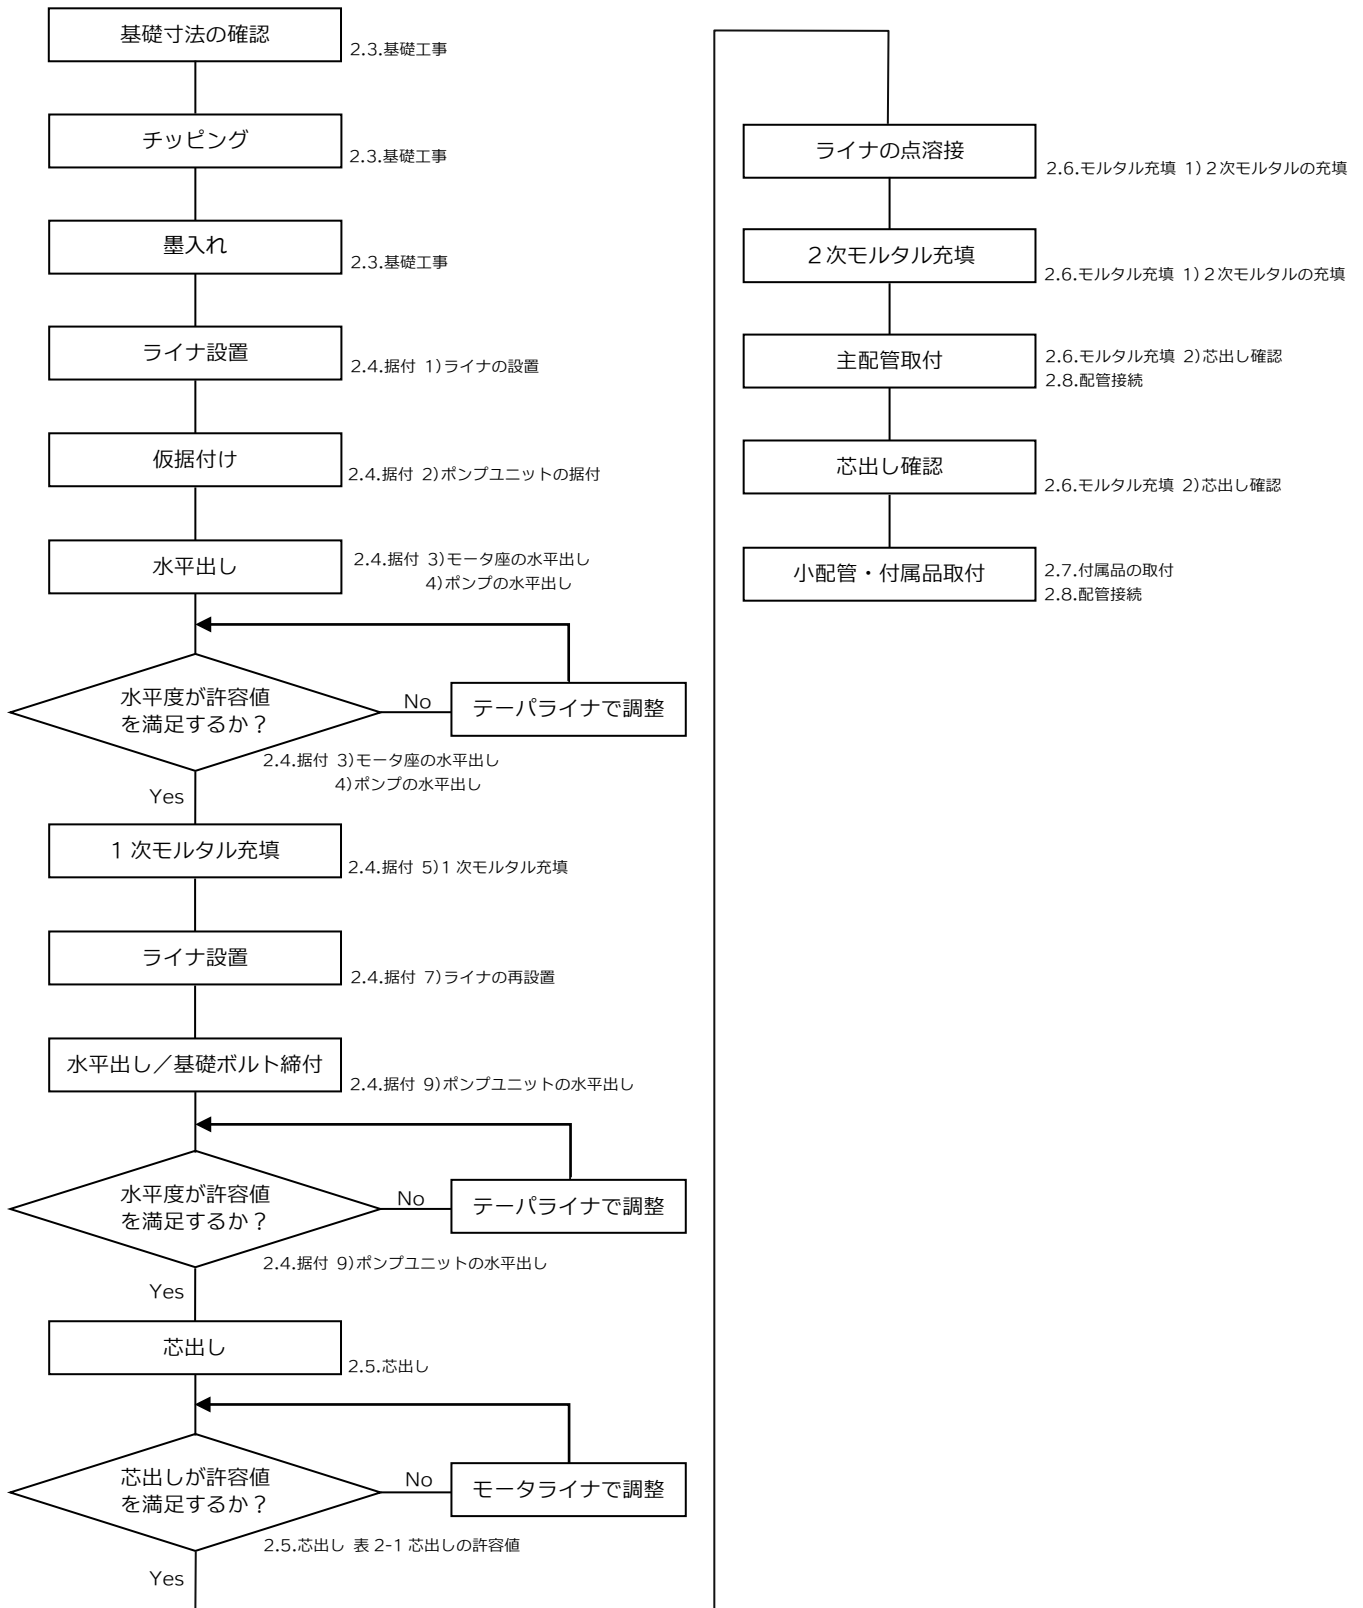 基礎寸法の確認
2.3.基礎工事
チッピング
2.3.基礎工事
墨入れ
2.3.基礎工事
ライナ設置
2.4.据付 1)ライナの設置
仮据付け
2.4.据付 2)ポンプユニットの据付
水平出し
2.4.据付 3)モータ座の水平出し
4)ポンプの水平出し
水平度が許容値
を満足するか？
No
テーパライナで調整
2.4.据付 3)モータ座の水平出し
4)ポンプの水平出し
Yes
1 次モルタル充填
2.4.据付 5)1 次モルタル充填
ライナ設置
2.4.据付 7)ライナの再設置
水平出し／基礎ボルト締付
2.4.据付 9)ポンプユニットの水平出し
水平度が許容値
を満足するか？
No
テーパライナで調整
2.4.据付 9)ポンプユニットの水平出し
Yes
芯出し
2.5.芯出し
芯出しが許容値
を満足するか？
No
モータライナで調整
2.5.芯出し 表 2-1 芯出しの許容値
Yes
ライナの点溶接
2.6.モルタル充填 1)２次モルタルの充填
２次モルタル充填
2.6.モルタル充填 1)２次モルタルの充填
主配管取付
2.6.モルタル充填 2)芯出し確認
2.8.配管接続
芯出し確認
2.6.モルタル充填 2)芯出し確認
小配管・付属品取付
2.7.付属品の取付
2.8.配管接続